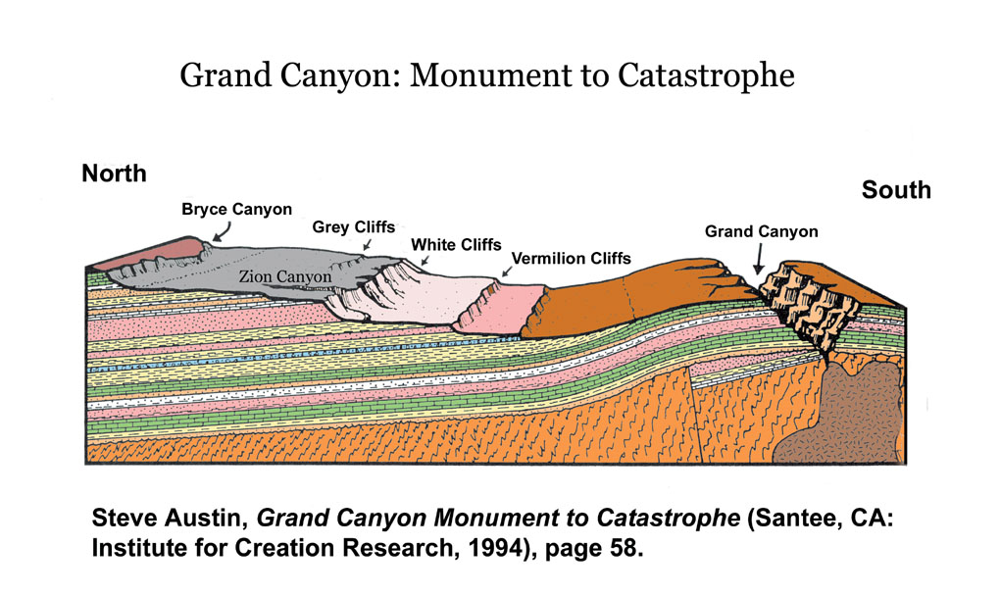 Grand Canyon: Monument to Catastrophe
North
South
Bryce Canyon
Grey Cliffs
White Cliffs
Vermilion Cliffs
Grand Canyon
Zion Canyon
Steve Austin, Grand Canyon Monument to Catastrophe (Santee, CA:
Institute for Creation Research, 1994), page 58.